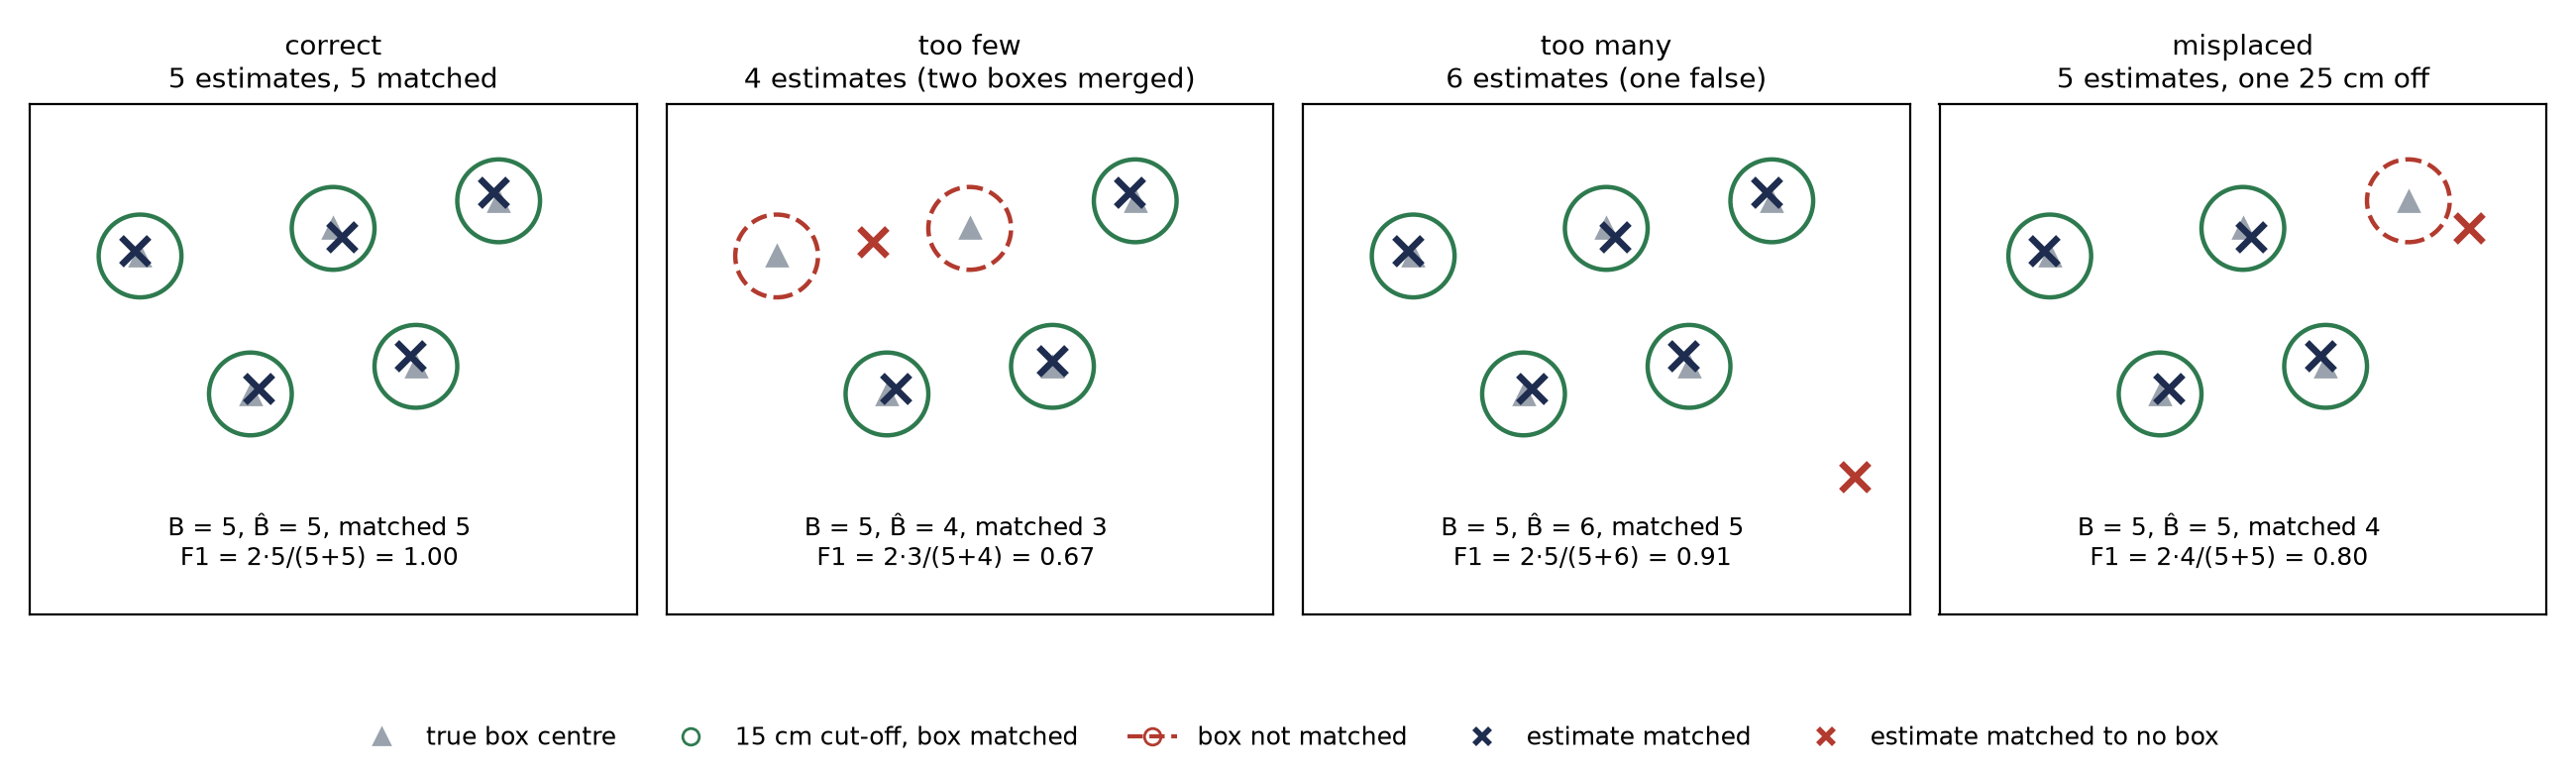 correct
5 estimates, 5 matched
too few
4 estimates (two boxes merged)
too many
6 estimates (one false)
misplaced
5 estimates, one 25 cm off
B = 5, B̂ = 5, matched 5
F1 = 2·5/(5+5) = 1.00
B = 5, B̂ = 4, matched 3
F1 = 2·3/(5+4) = 0.67
B = 5, B̂ = 6, matched 5
F1 = 2·5/(5+6) = 0.91
B = 5, B̂ = 5, matched 4
F1 = 2·4/(5+5) = 0.80
true box centre
15 cm cut-off, box matched
box not matched
estimate matched
estimate matched to no box